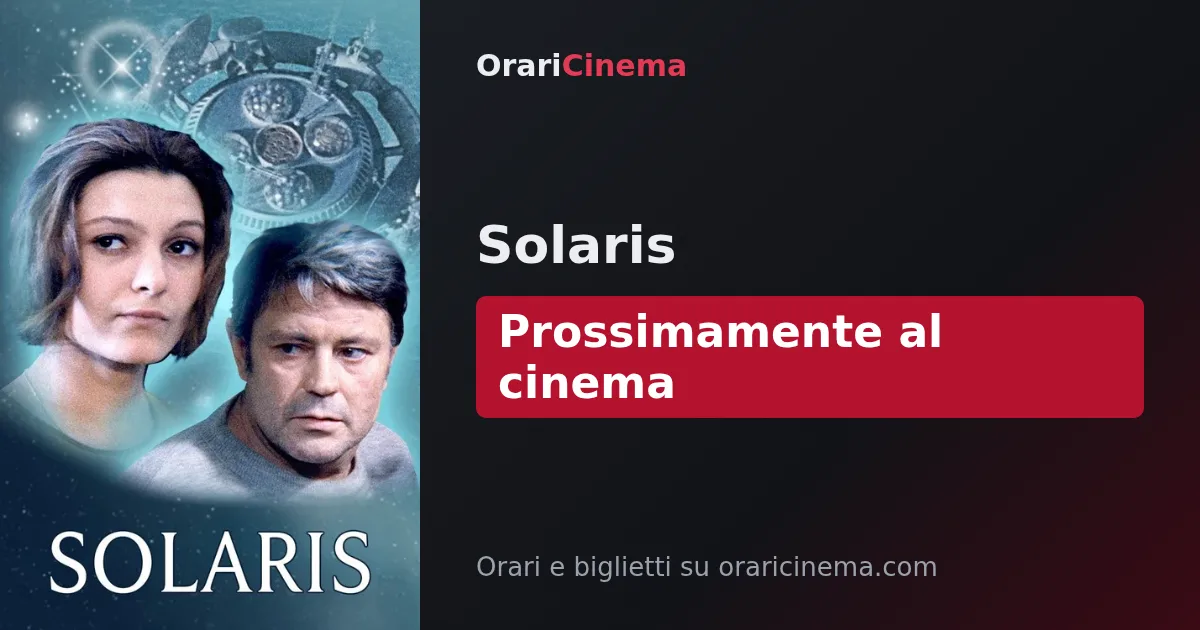 SOLARIS
OrariCinema
Solaris
Prossimamente al
cinema
Orari e biglietti su oraricinema.com